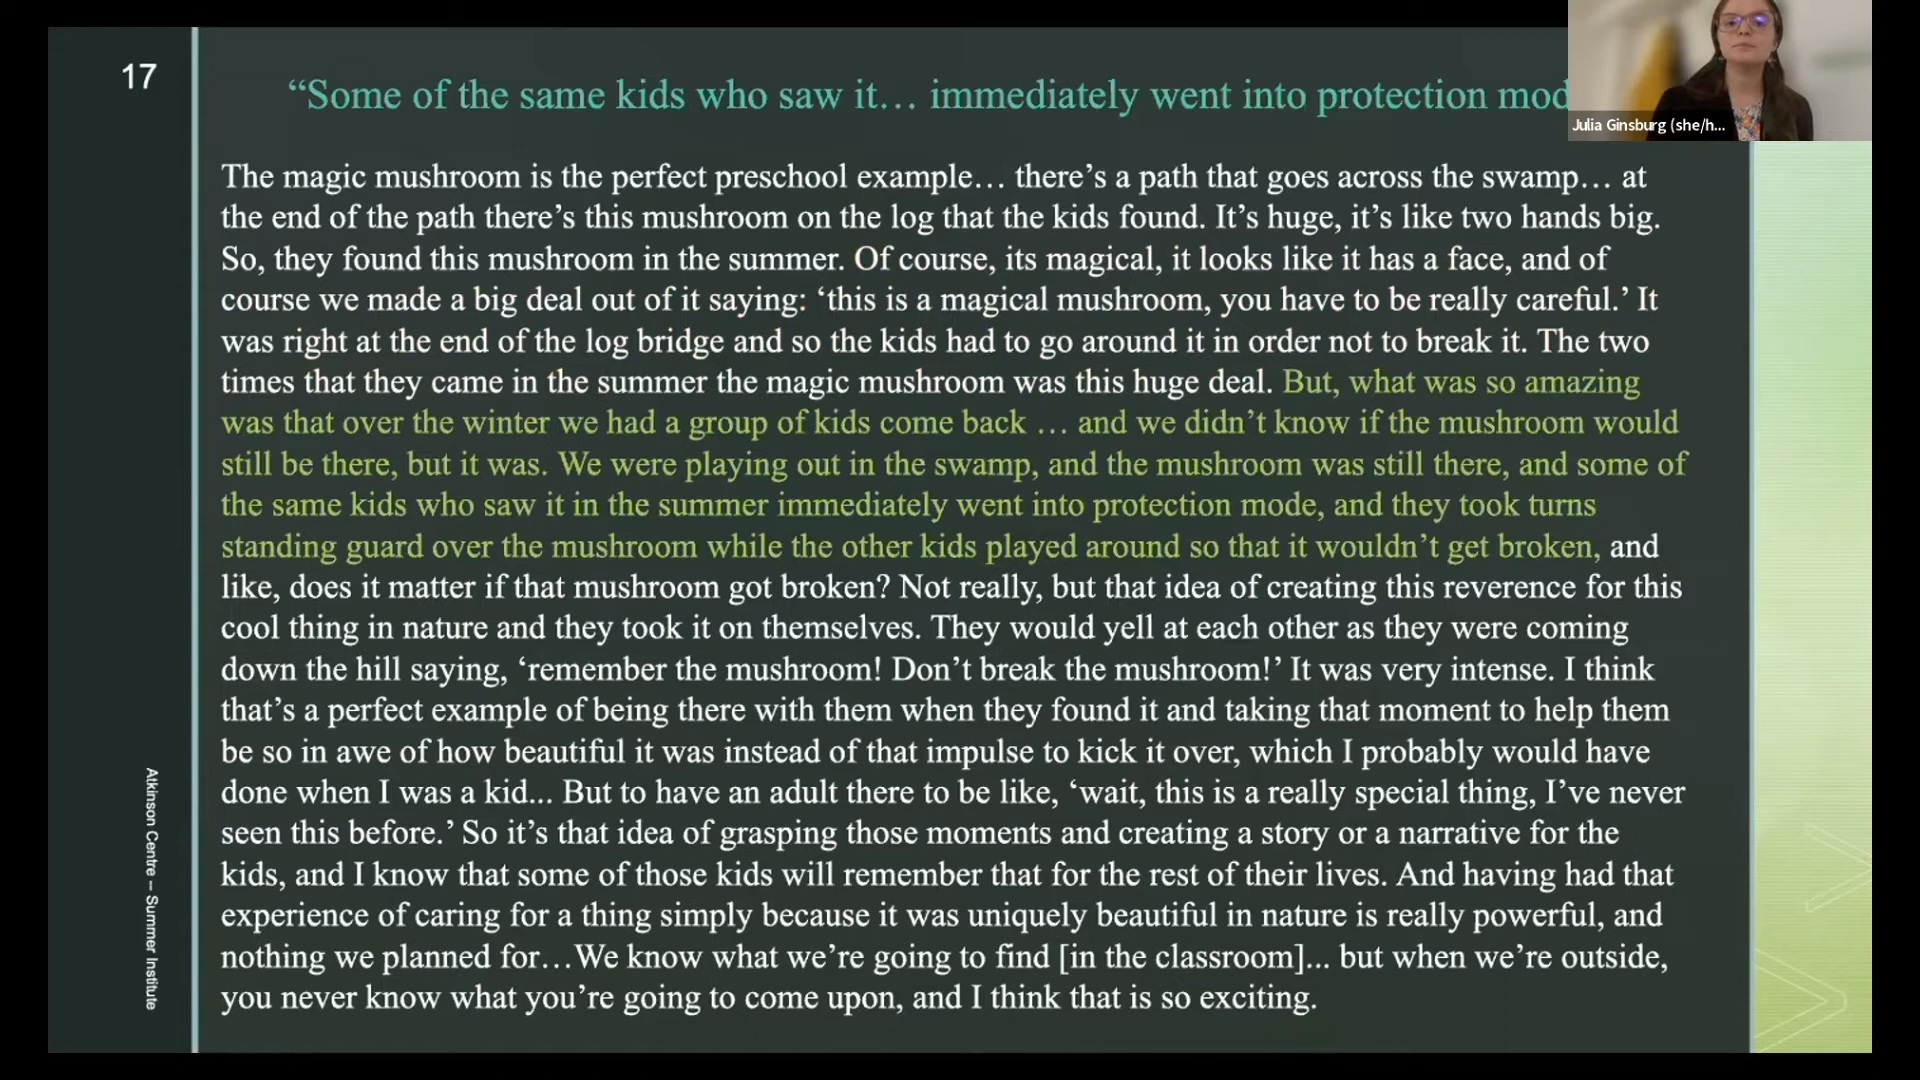 17
“Some of the same kids who saw it… immediately went into protection mod
Julia Ginsburg (she/h...
The magic mushroom is the perfect preschool example… there’s a path that goes across the swamp… at
the end of the path there’s this mushroom on the log that the kids found. It’s huge, it’s like two hands big.
So, they found this mushroom in the summer. Of course, its magical, it looks like it has a face, and of
course we made a big deal out of it saying: ‘this is a magical mushroom, you have to be really careful.’ It
was right at the end of the log bridge and so the kids had to go around it in order not to break it. The two
times that they came in the summer the magic mushroom was this huge deal. But, what was so amazing
was that over the winter we had a group of kids come back … and we didn’t know if the mushroom would
still be there, but it was. We were playing out in the swamp, and the mushroom was still there, and some of
the same kids who saw it in the summer immediately went into protection mode, and they took turns
standing guard over the mushroom while the other kids played around so that it wouldn’t get broken, and
like, does it matter if that mushroom got broken? Not really, but that idea of creating this reverence for this
cool thing in nature and they took it on themselves. They would yell at each other as they were coming
down the hill saying, ‘remember the mushroom! Don’t break the mushroom!’ It was very intense. I think
that’s a perfect example of being there with them when they found it and taking that moment to help them
be so in awe of how beautiful it was instead of that impulse to kick it over, which I probably would have
done when I was a kid... But to have an adult there to be like, ‘wait, this is a really special thing, I’ve never
seen this before.’ So it’s that idea of grasping those moments and creating a story or a narrative for the
kids, and I know that some of those kids will remember that for the rest of their lives. And having had that
experience of caring for a thing simply because it was uniquely beautiful in nature is really powerful, and
nothing we planned for…We know what we’re going to find [in the classroom]... but when we’re outside,
you never know what you’re going to come upon, and I think that is so exciting.
Atkinson Centre – Summer Institute